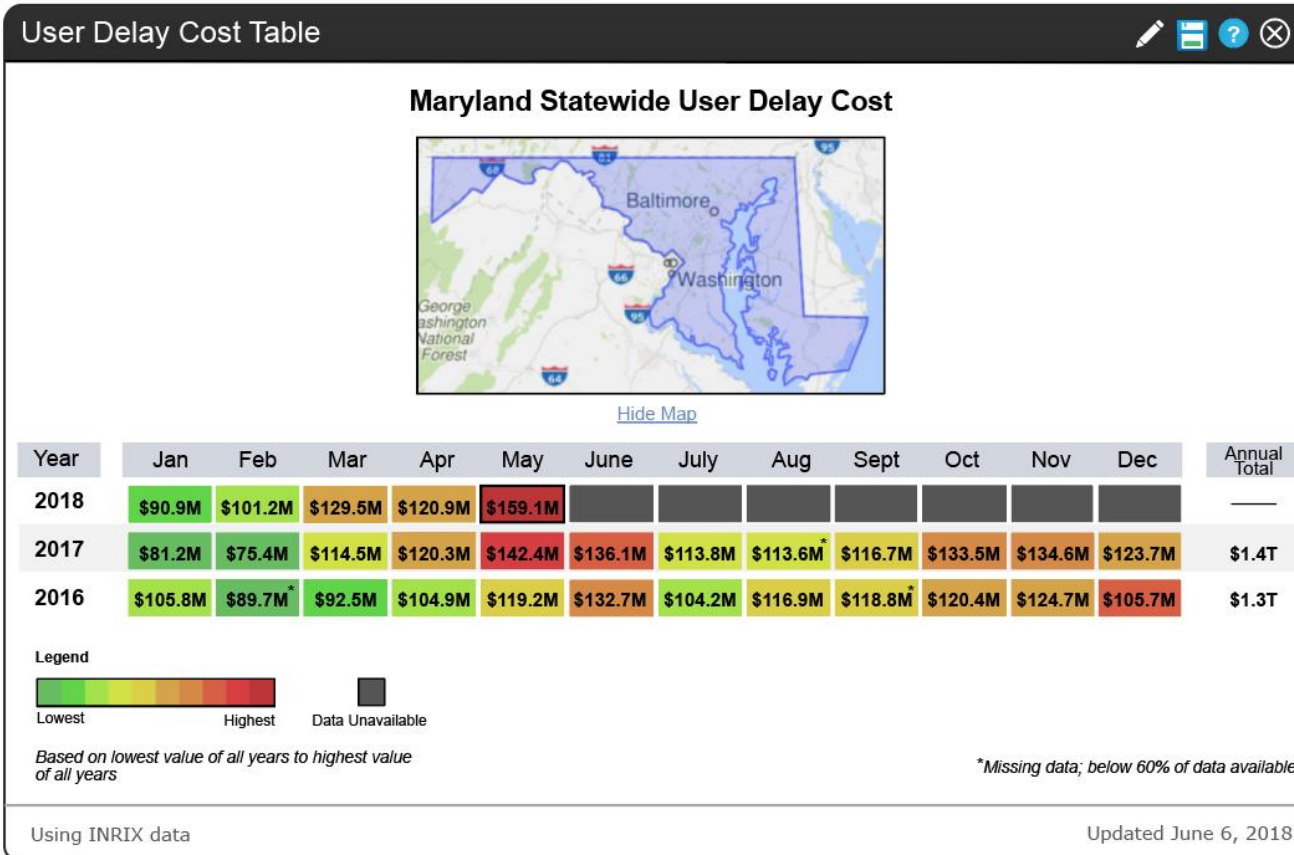 User Delay Cost Table
?
Maryland Statewide User Delay Cost
68
81
95
Baltimore
66
Washington
95
George
ashington
National
Forest
64
Hide Map
Year Jan Feb Mar Apr May June July Aug Sept Oct Nov Dec Annual Total
2018 $90.9M $101.2M $129.5M $120.9M $159.1M
2017 $81.2M $75.4M $114.5M $120.3M $142.4M $136.1M $113.8M $113.6M* $116.7M $133.5M $134.6M $123.7M $1.4T
2016 $105.8M $89.7M* $92.5M $104.9M $119.2M $132.7M $104.2M $116.9M $118.8M* $120.4M $124.7M $105.7M $1.3T
Legend
Lowest Highest Data Unavailable
Based on lowest value of all years to highest value
of all years
*Missing data; below 60% of data available
Using INRIX data Updated June 6, 2018